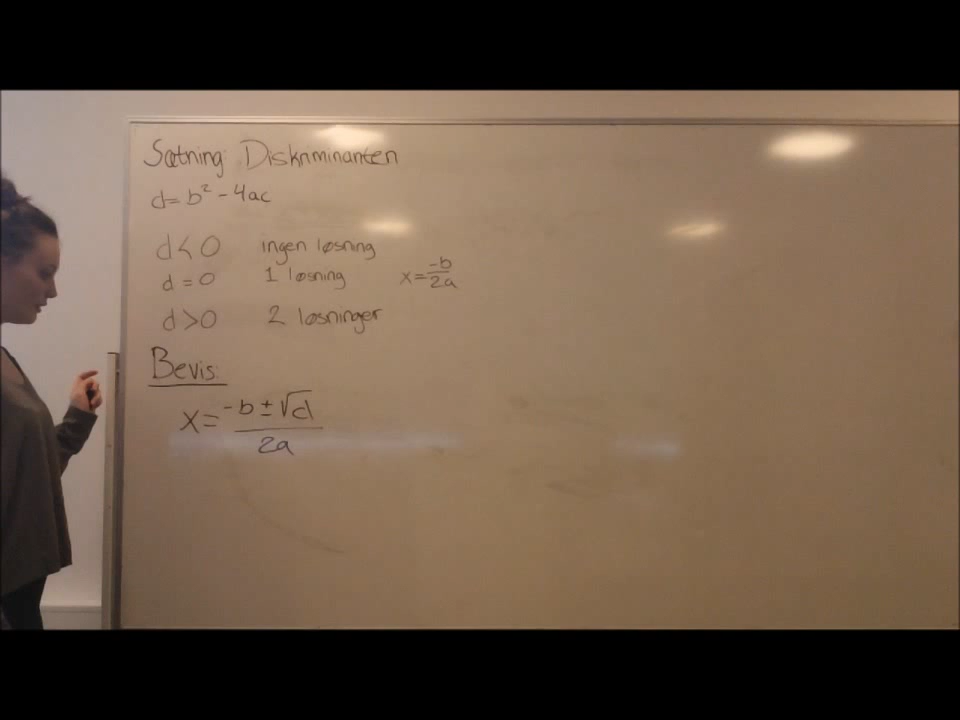 Sætning: Diskriminanten
d = b² - 4ac
d < 0 ingen løsning
d = 0 1 løsning x = -b/2a
d > 0 2 løsninger
Bevis:
x = -b ± √d / 2a